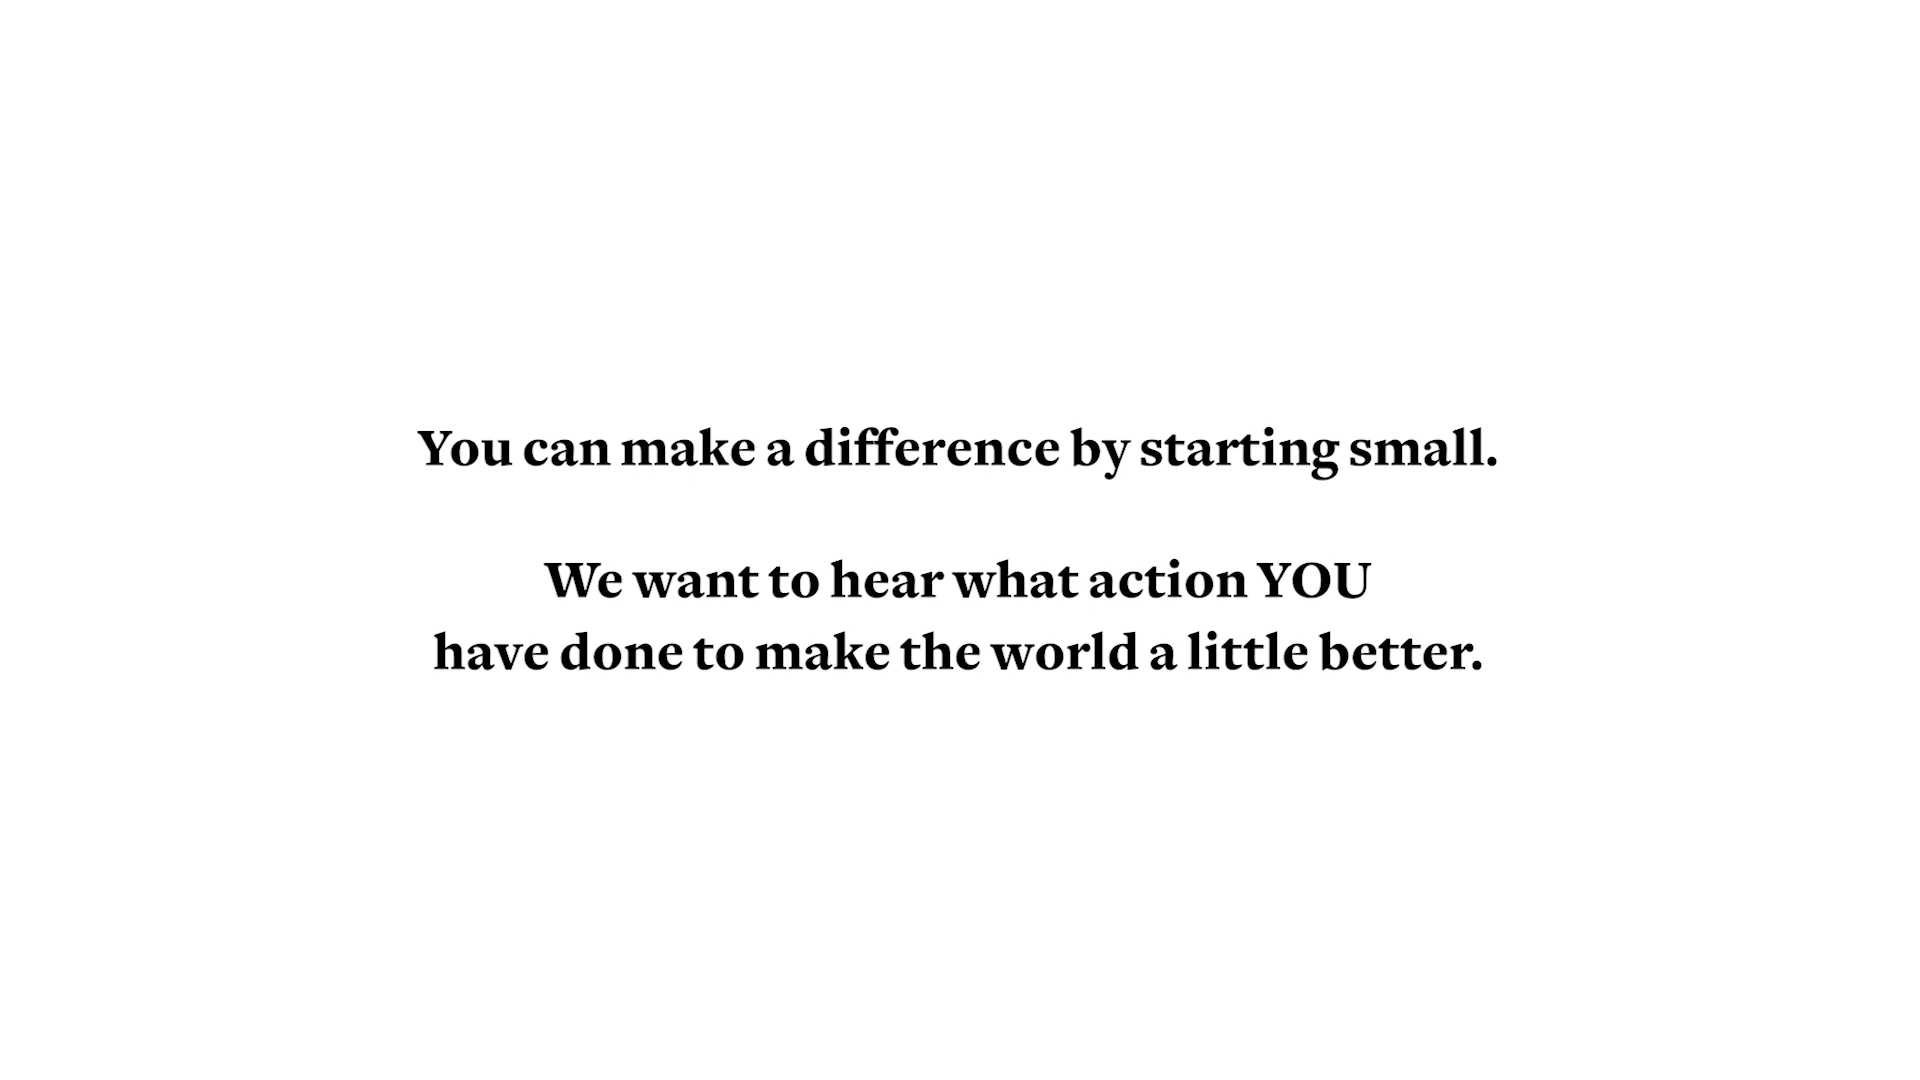 You can make a difference by starting small.
We want to hear what action YOU
have done to make the world a little better.